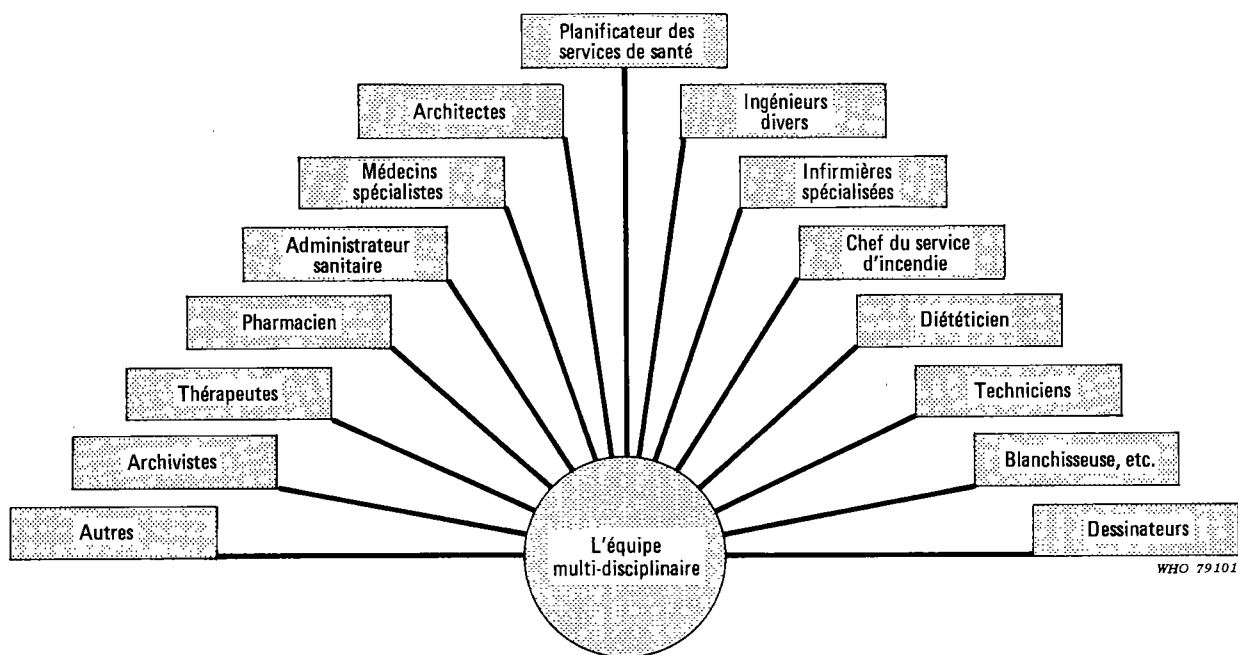 Planificateur des
services de santé
Architectes
Ingénieurs
divers
Médecins
spécialistes
Infirmières
spécialisées
Administrateur
sanitaire
Chef du service
d'incendie
Pharmacien
Diététicien
Thérapeutes
Techniciens
Archivistes
Blanchisseuse, etc.
Autres
Dessinateurs
L'équipe
multi-disciplinaire
WHO 79101